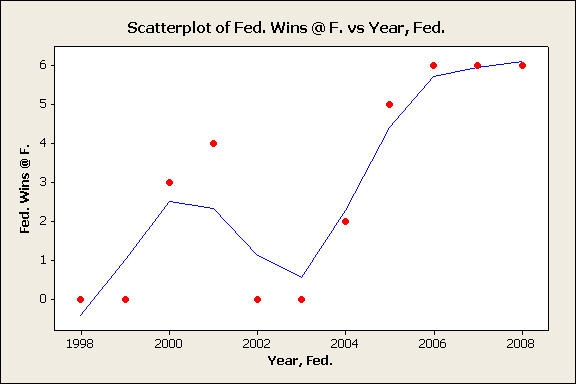 Scatterplot of Fed. Wins @ F. vs Year, Fed.
6
5
4
3
2
1
0
Fed. Wins @ F.
1998 2000 2002 2004 2006 2008
Year, Fed.